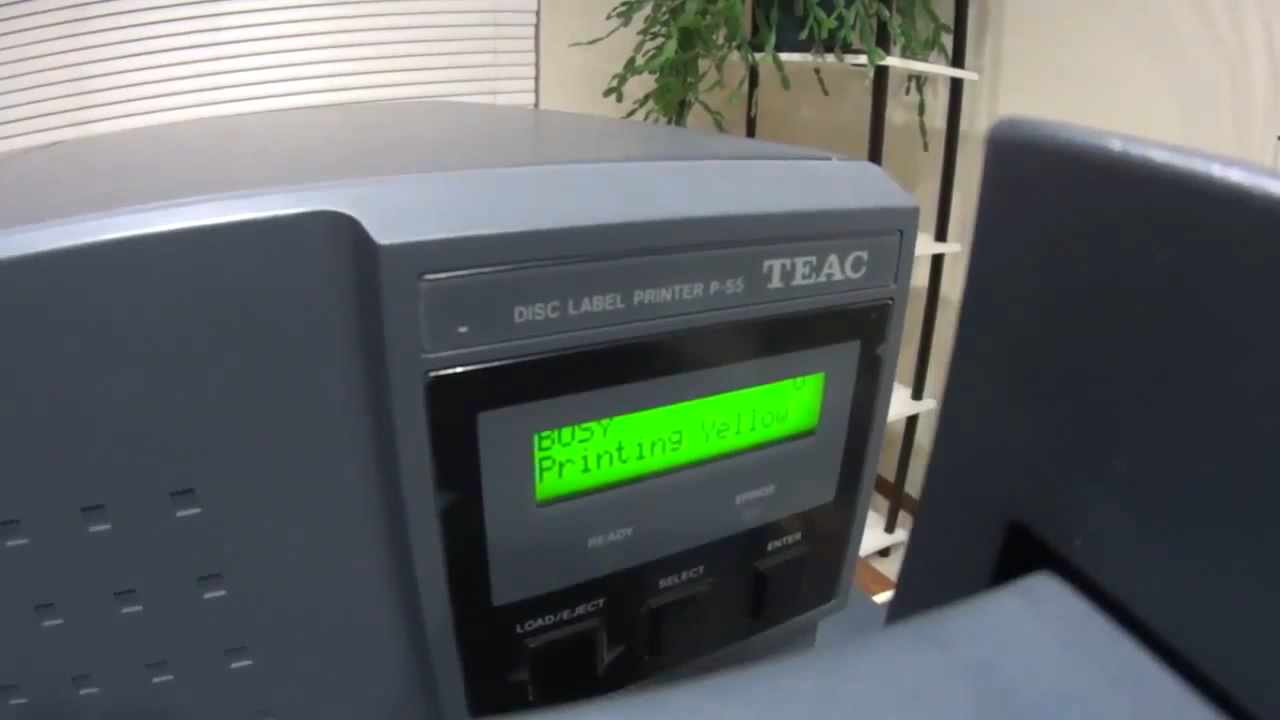 TEAC
DISC LABEL PRINTER P-55
BUSY
Printing Yellow
READY
ERROR
LOAD/EJECT
SELECT
ENTER